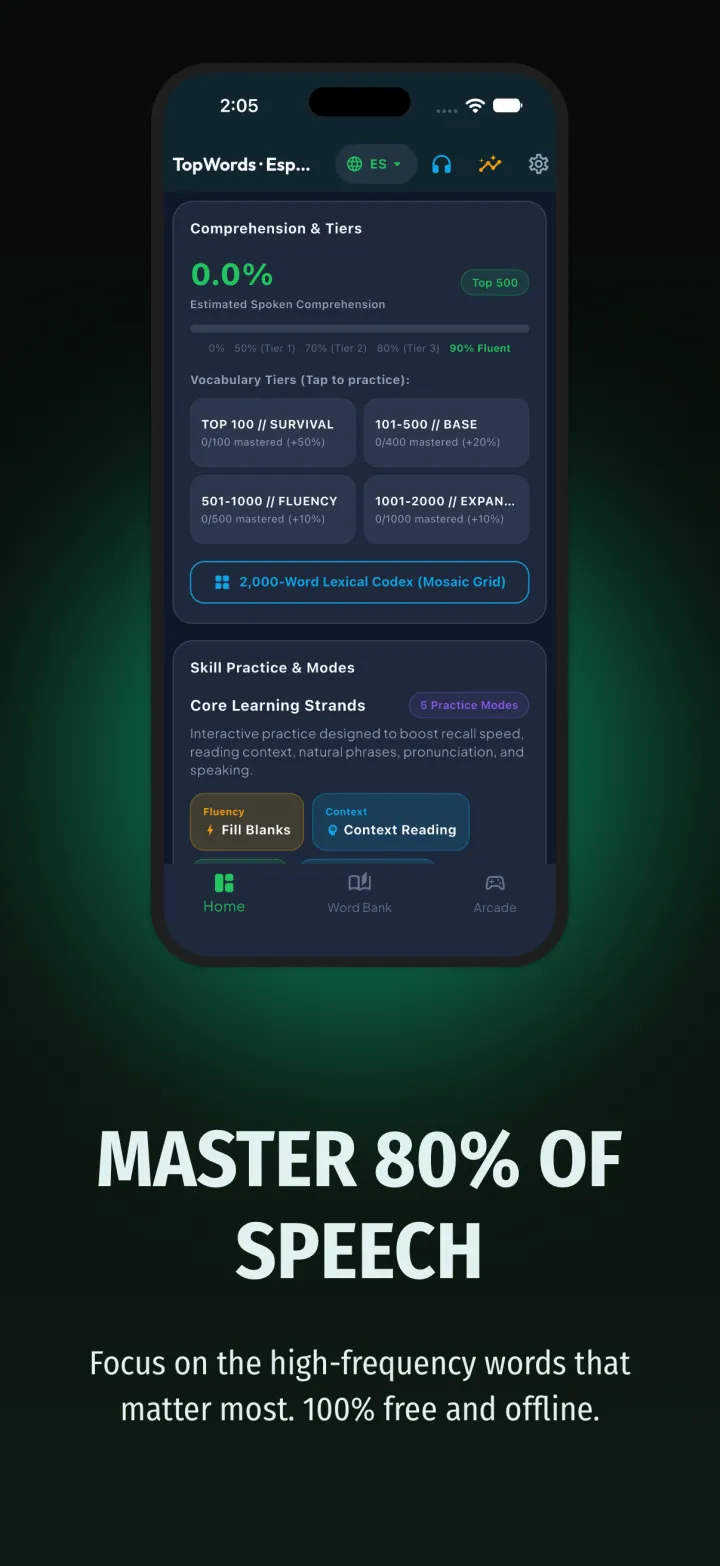 2:05
TopWords·Esp...
ES
Comprehension & Tiers
0.0%
Top 500
Estimated Spoken Comprehension
0% 50% (Tier 1) 70% (Tier 2) 80% (Tier 3) 90% Fluent
Vocabulary Tiers (Tap to practice):
TOP 100 // SURVIVAL
0/100 mastered (+50%)
101-500 // BASE
0/400 mastered (+20%)
501-1000 // FLUENCY
0/500 mastered (+10%)
1001-2000 // EXPAN...
0/1000 mastered (+10%)
2,000-Word Lexical Codex (Mosaic Grid)
Skill Practice & Modes
Core Learning Strands
5 Practice Modes
Interactive practice designed to boost recall speed,
reading context, natural phrases, pronunciation, and
speaking.
Fluency
Fill Blanks
Context
Context Reading
Home
Word Bank
Arcade
MASTER 80% OF
SPEECH
Focus on the high-frequency words that
matter most. 100% free and offline.